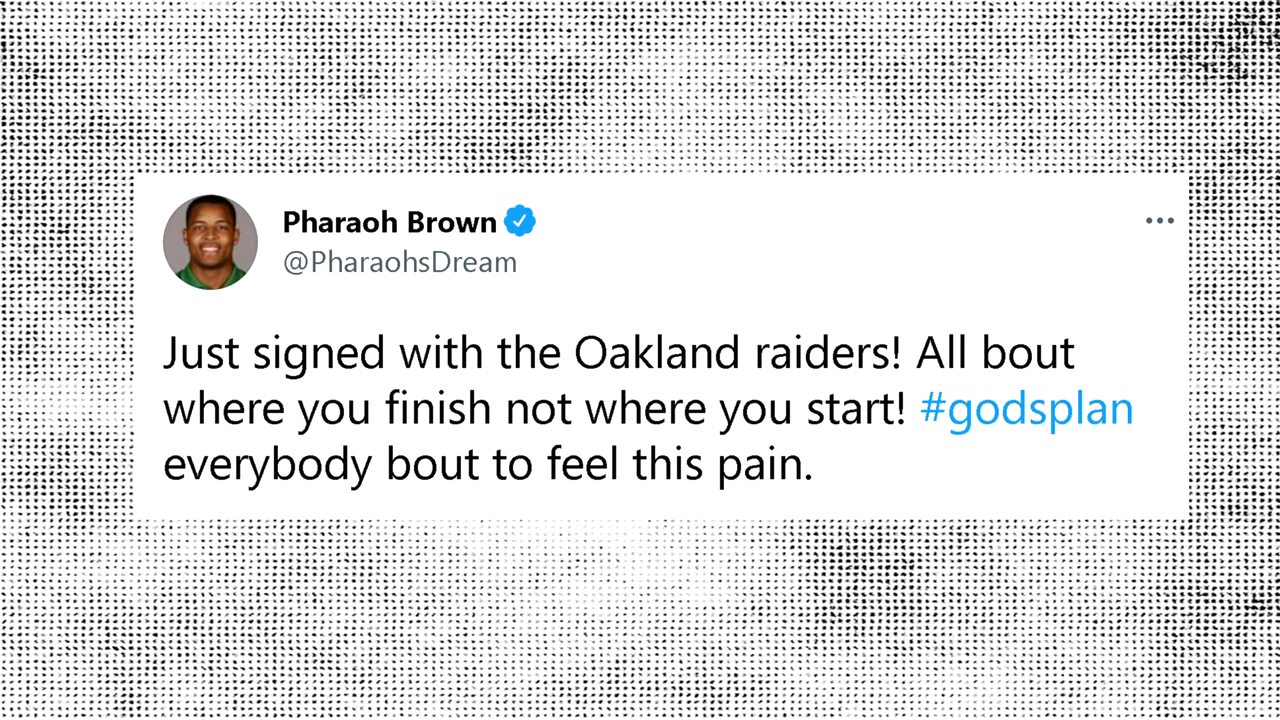 Pharaoh Brown
@PharaohsDream
Just signed with the Oakland raiders! All bout
where you finish not where you start! #godsplan
everybody bout to feel this pain.